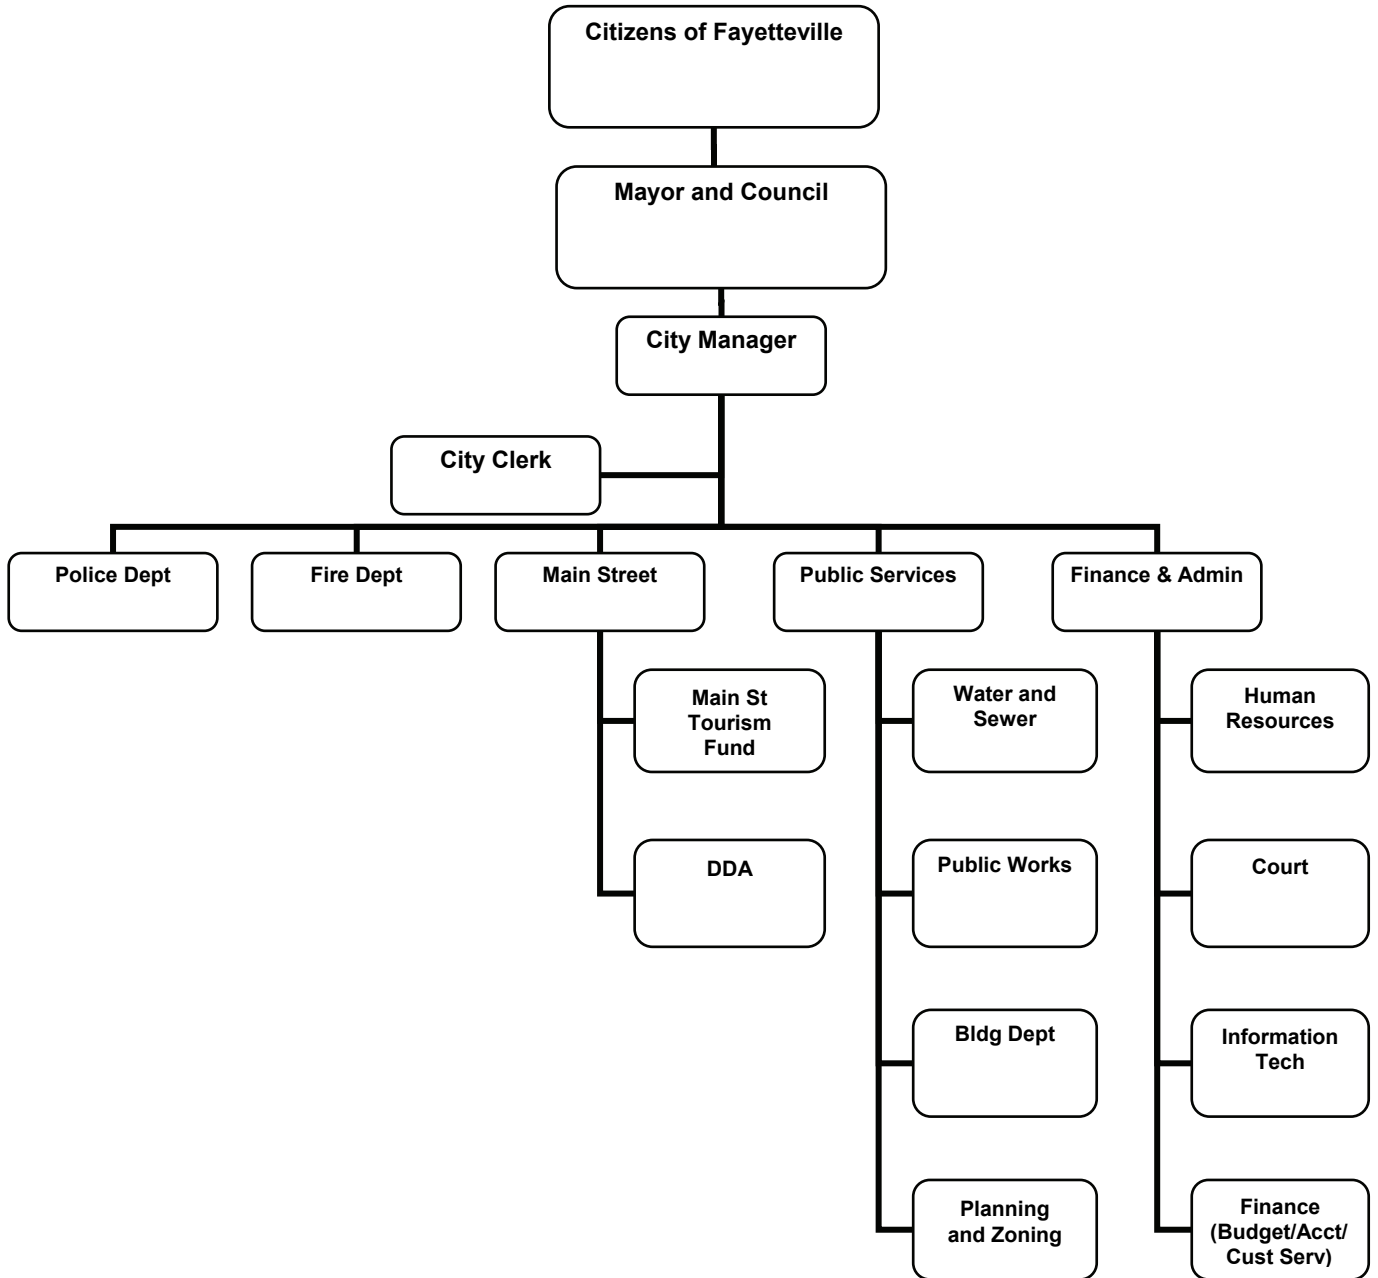 Citizens of Fayetteville
Mayor and Council
City Manager
City Clerk
Police Dept
Fire Dept
Main Street
Public Services
Finance & Admin
Main St
Tourism
Fund
Water and
Sewer
Human
Resources
DDA
Public Works
Court
Bldg Dept
Information
Tech
Planning
and Zoning
Finance
(Budget/Acct/
Cust Serv)